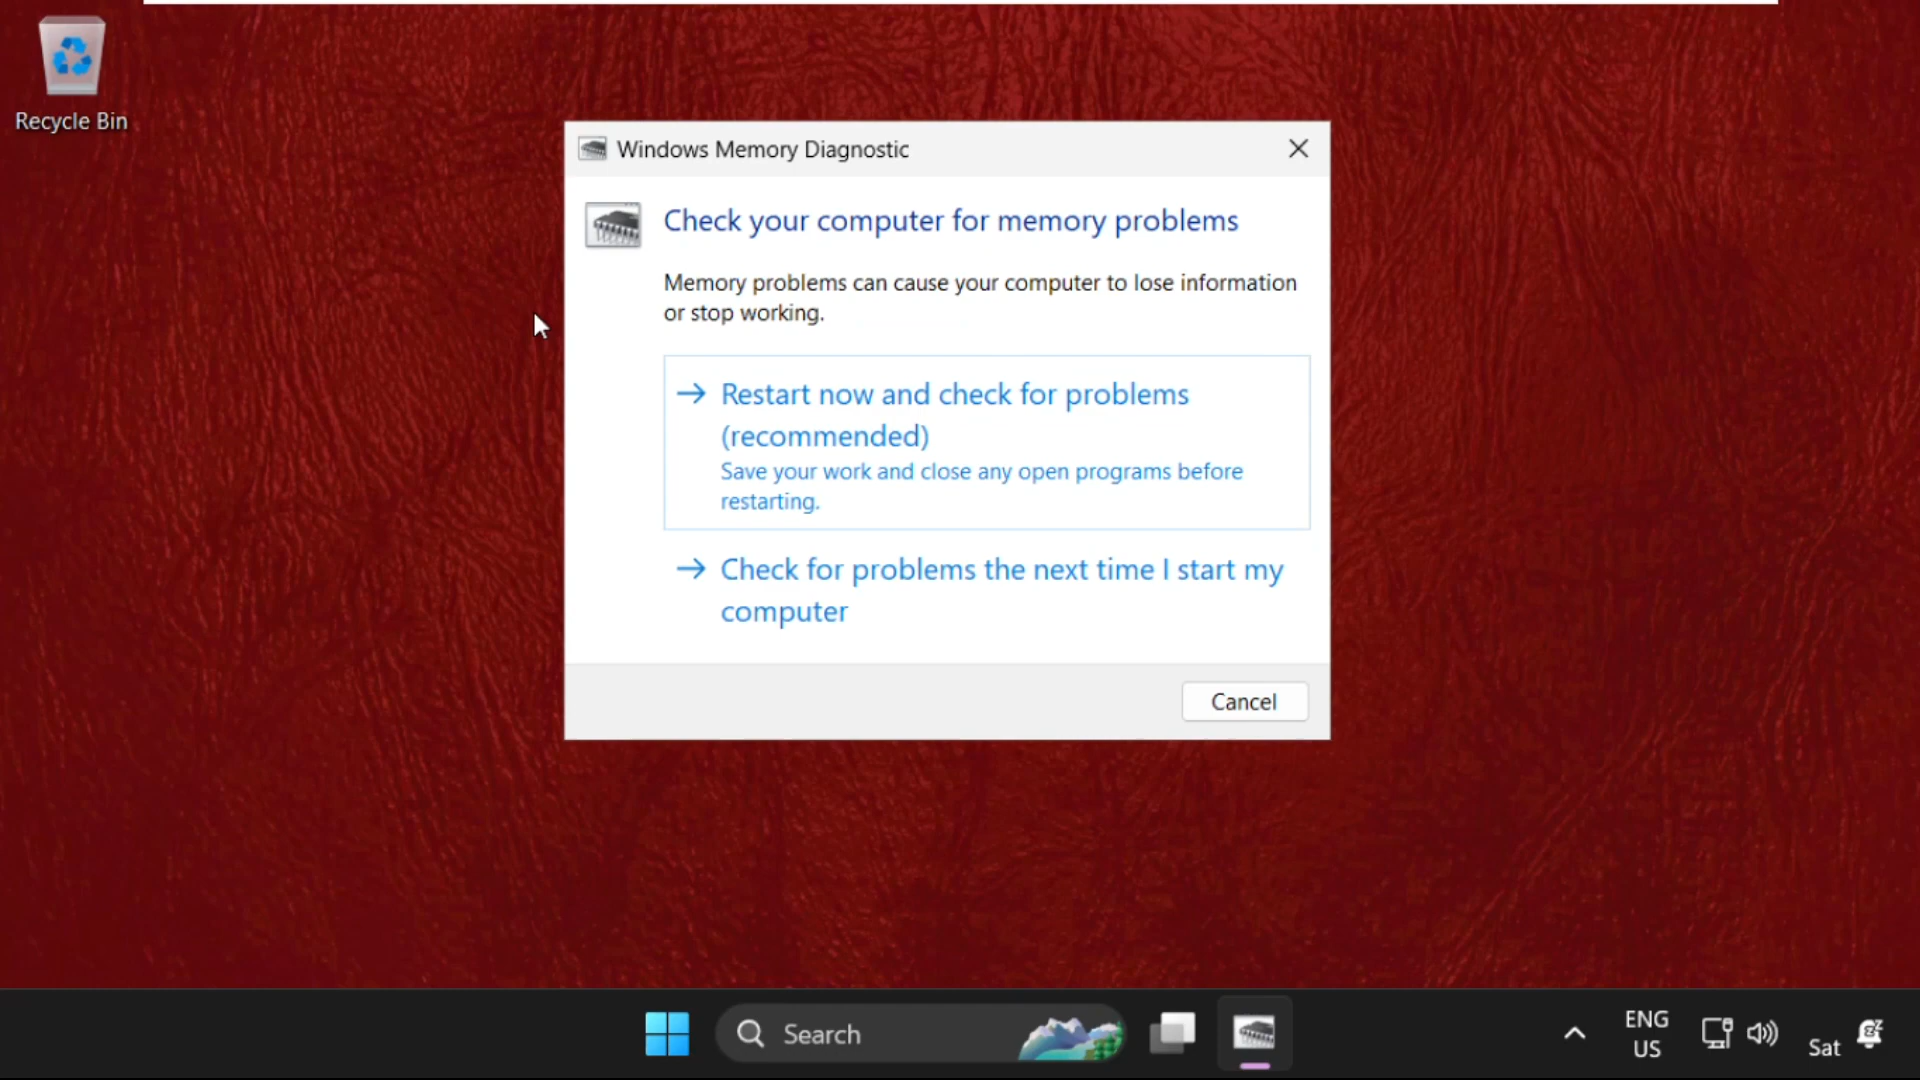 Recycle Bin
Windows Memory Diagnostic
Check your computer for memory problems
Memory problems can cause your computer to lose information
or stop working.
Restart now and check for problems
(recommended)
Save your work and close any open programs before
restarting.
Check for problems the next time I start my
computer
Cancel
Search
ENG
US
Sat